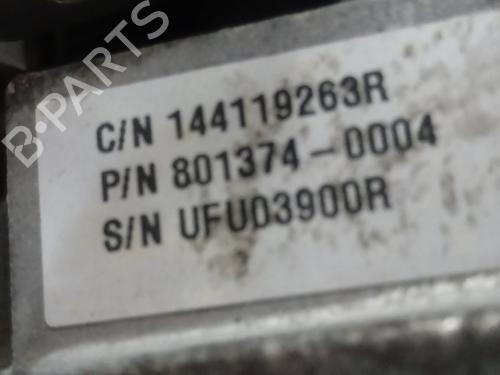 C/N 144119263R
P/N 801374-0004
S/N UFU03900R
B-PARTS